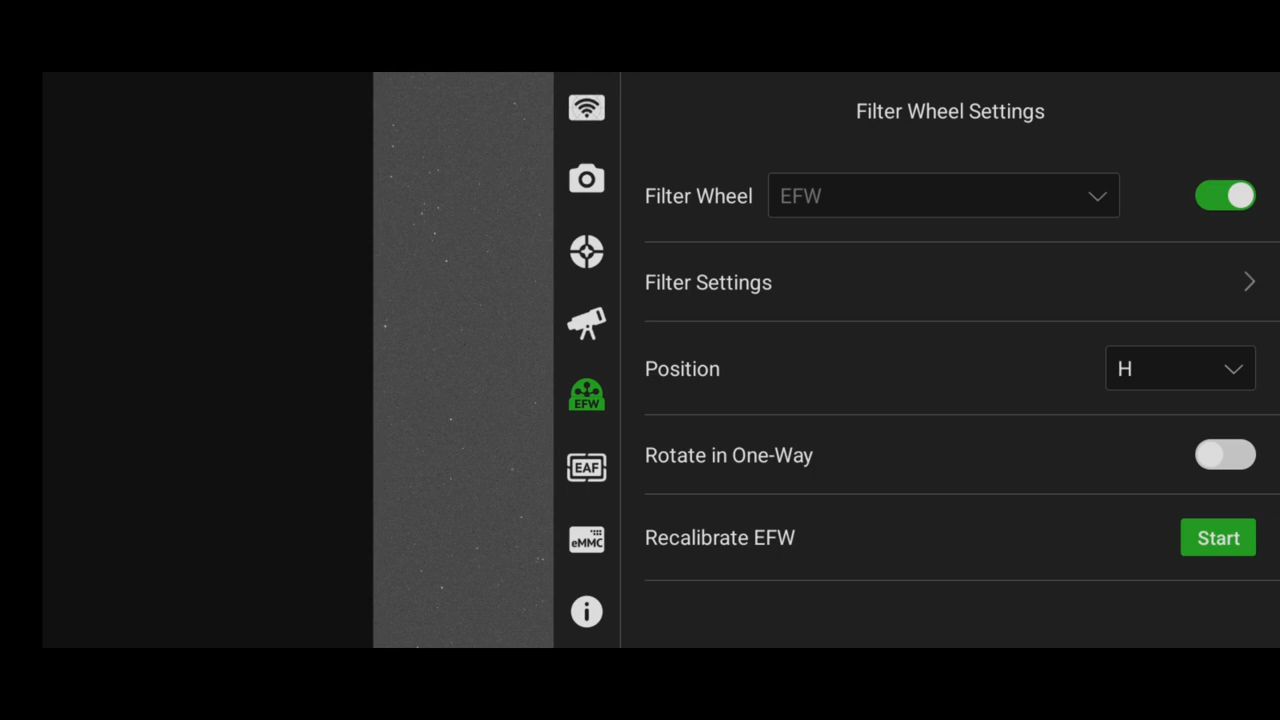 Filter Wheel Settings
Filter Wheel EFW
Filter Settings
Position H
EFW
Rotate in One-Way
EAF
eMMC
Recalibrate EFW Start
i